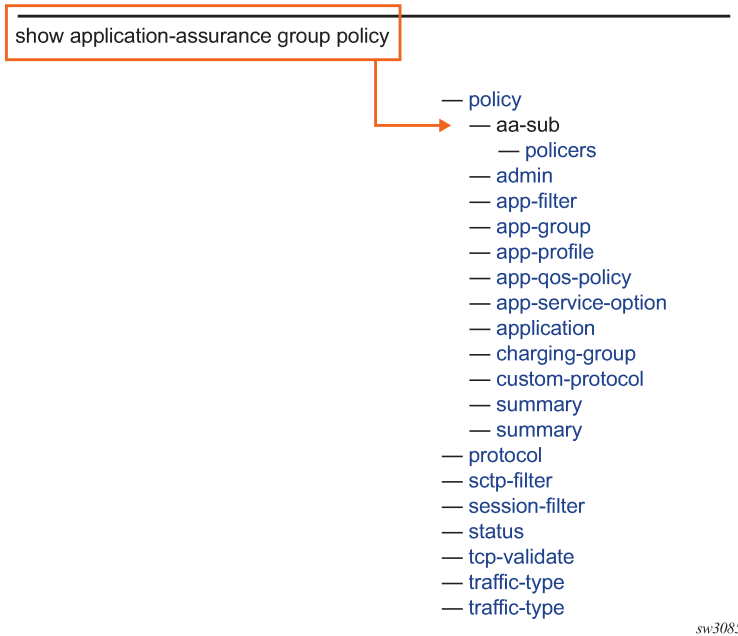 show application-assurance group policy
— policy
— aa-sub
— policers
— admin
— app-filter
— app-group
— app-profile
— app-qos-policy
— app-service-option
— application
— charging-group
— custom-protocol
— summary
— summary
— protocol
— sctp-filter
— session-filter
— status
— tcp-validate
— traffic-type
— traffic-type